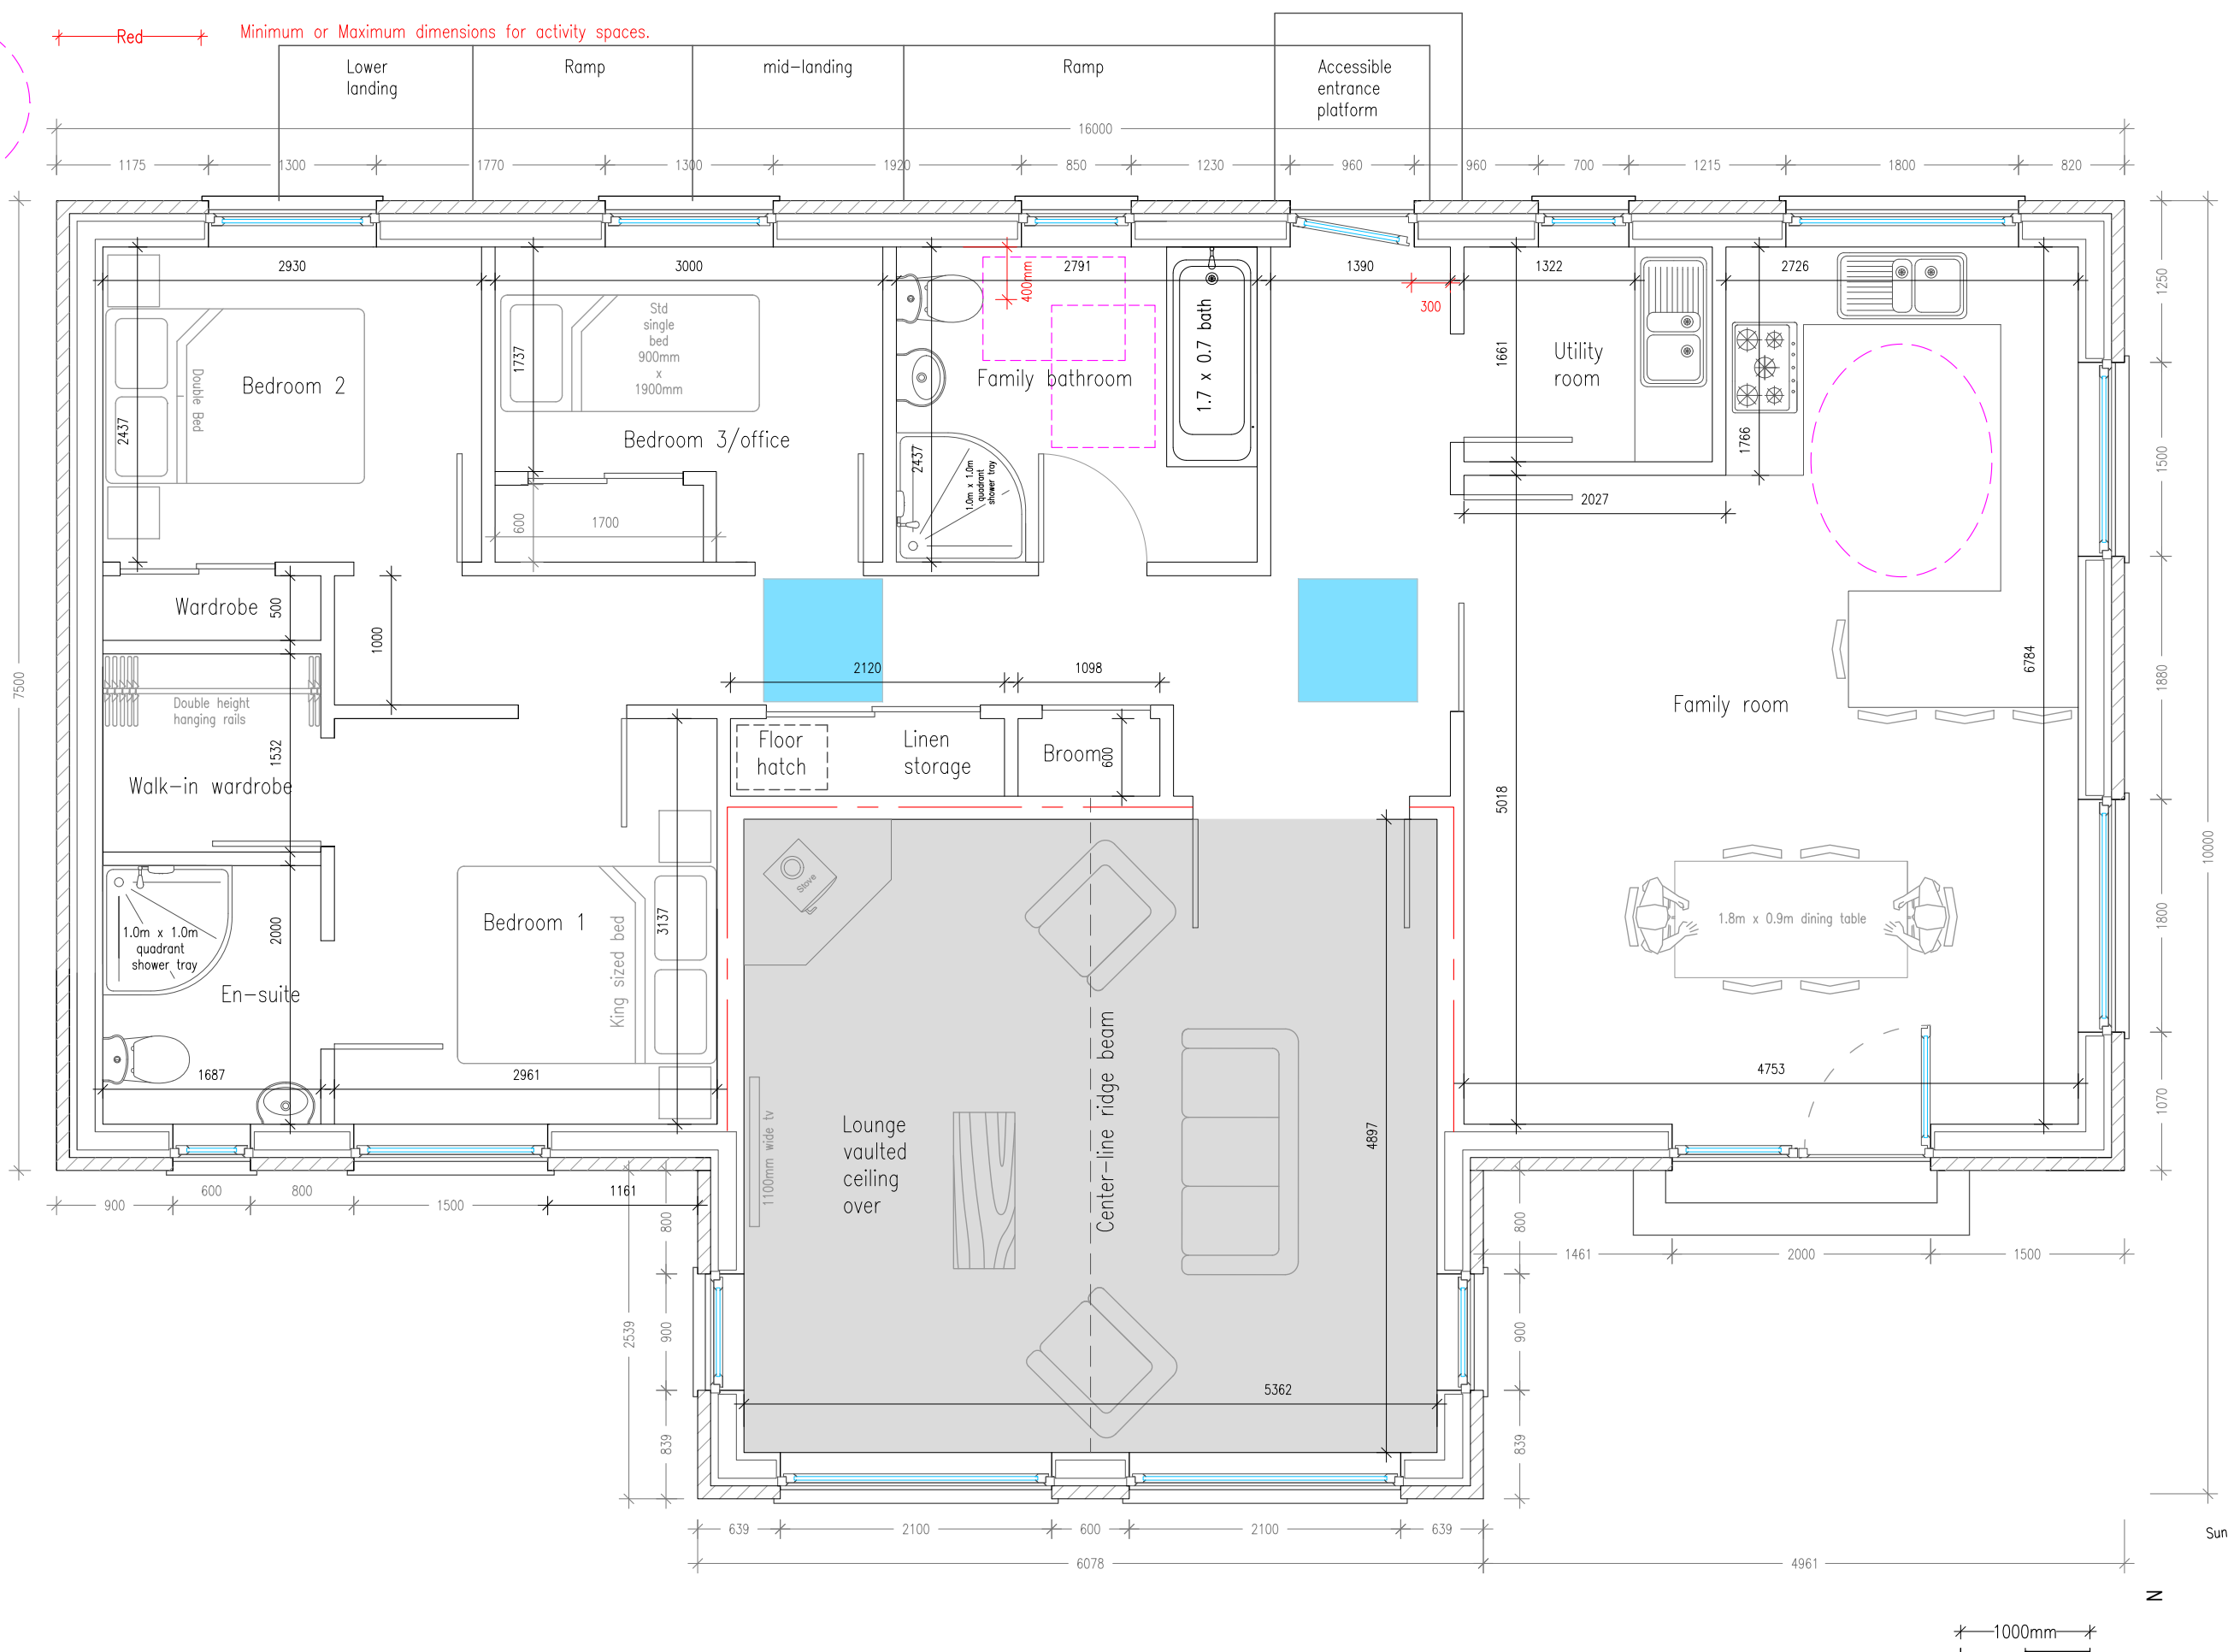 Red
Minimum or Maximum dimensions for activity spaces.
Lower
landing
Ramp
mid-landing
Ramp
Accessible
entrance
platform
16000
1175
1300
1770
1300
1920
850
1230
960
960
700
1215
1800
820
2930
3000
2791
1390
1322
2726
400mm
300
7500
Bedroom 2
Double Bed
2437
1737
Std
single
bed
900mm
x
1900mm
Bedroom 3/office
600
1700
Family bathroom
2437
1.0m x 1.0m
quadrant
shower tray
1.7 x 0.7 bath
Utility
room
1661
1766
2027
1250
1500
1880
1800
1070
10000
Wardrobe
500
1000
Double height
hanging rails
1532
Walk-in wardrobe
2120
1098
Floor
hatch
Linen
storage
Broom
600
Family room
6784
5018
1.8m x 0.9m dining table
4753
2000
1.0m x 1.0m
quadrant
shower tray
En-suite
1687
Bedroom 1
King sized bed
3137
2961
Stove
1100mm wide tv
Lounge
vaulted
ceiling
over
Center-line ridge beam
4897
5362
900
600
800
1500
1161
2539
800
900
839
800
900
839
1461
2000
1500
639
2100
600
2100
639
6078
4961
Sun
N
1000mm